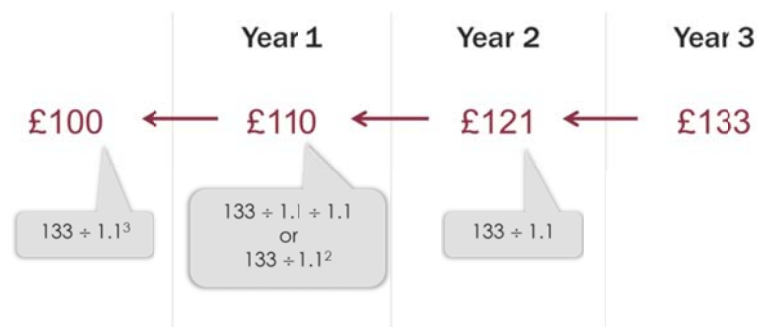 Year 1 Year 2 Year 3
£100 £110 £121 £133
133 ÷ 1.1³
133 ÷ 1.1 ÷ 1.1
or
133 ÷1.1²
133 ÷ 1.1